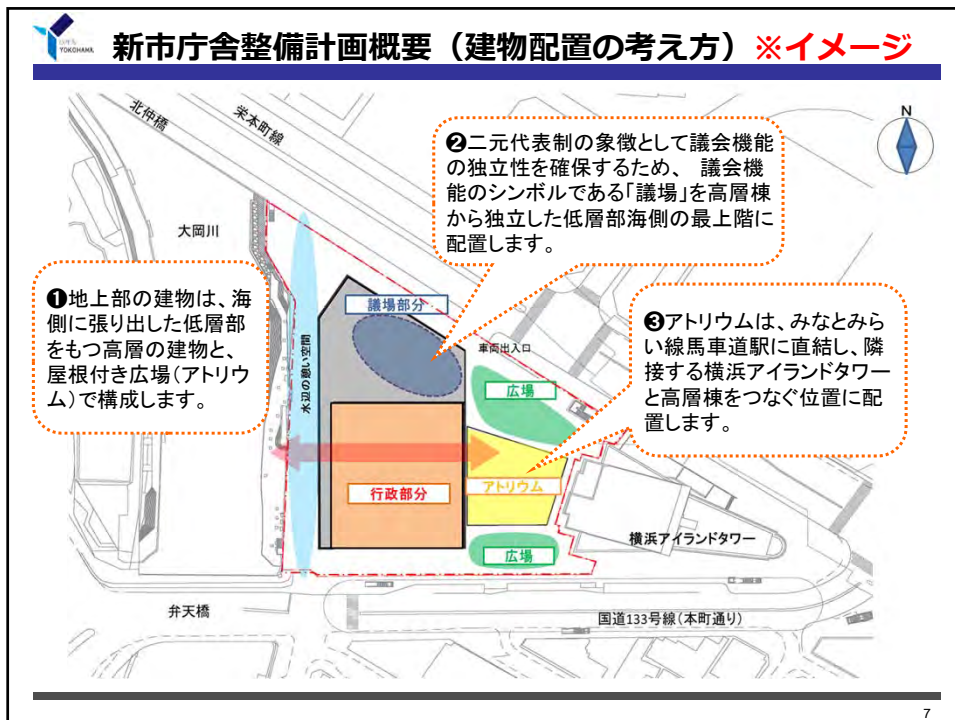 YOKOHAMA
新市庁舎整備計画概要（建物配置の考え方）※イメージ
N
北仲橋
栄本町線
大岡川
❷二元代表制の象徴として議会機能
の独立性を確保するため、 議会機
能のシンボルである「議場」を高層棟
から独立した低層部海側の最上階に
配置します。
❶地上部の建物は、海
側に張り出した低層部
をもつ高層の建物と、
屋根付き広場（アトリウ
ム）で構成します。
議場部分
車両出入口
❸アトリウムは、みなとみら
い線馬車道駅に直結し、隣
接する横浜アイランドタワー
と高層棟をつなぐ位置に配
置します。
水辺の憩い空間
広場
行政部分
アトリウム
横浜アイランドタワー
広場
弁天橋
国道133号線（本町通り）
7